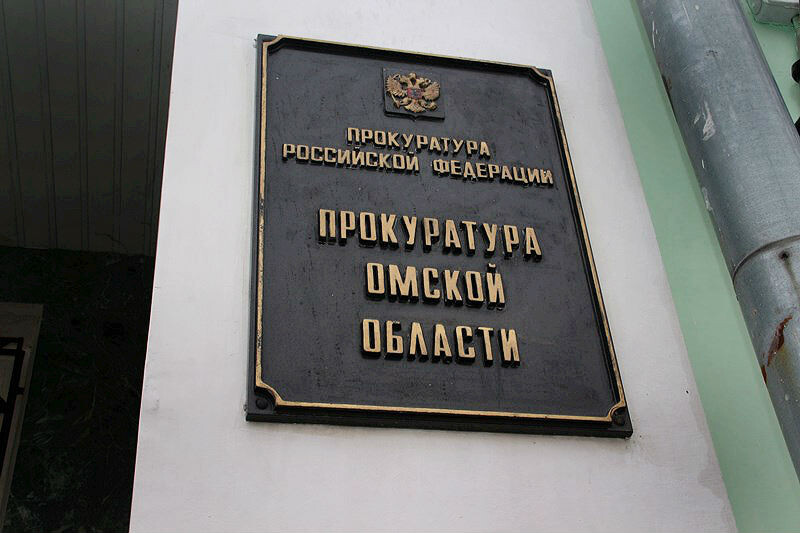 ПРОКУРАТУРА
РОССИЙСКОЙ ФЕДЕРАЦИИ
ПРОКУРАТУРА
ОМСКОЙ
ОБЛАСТИ